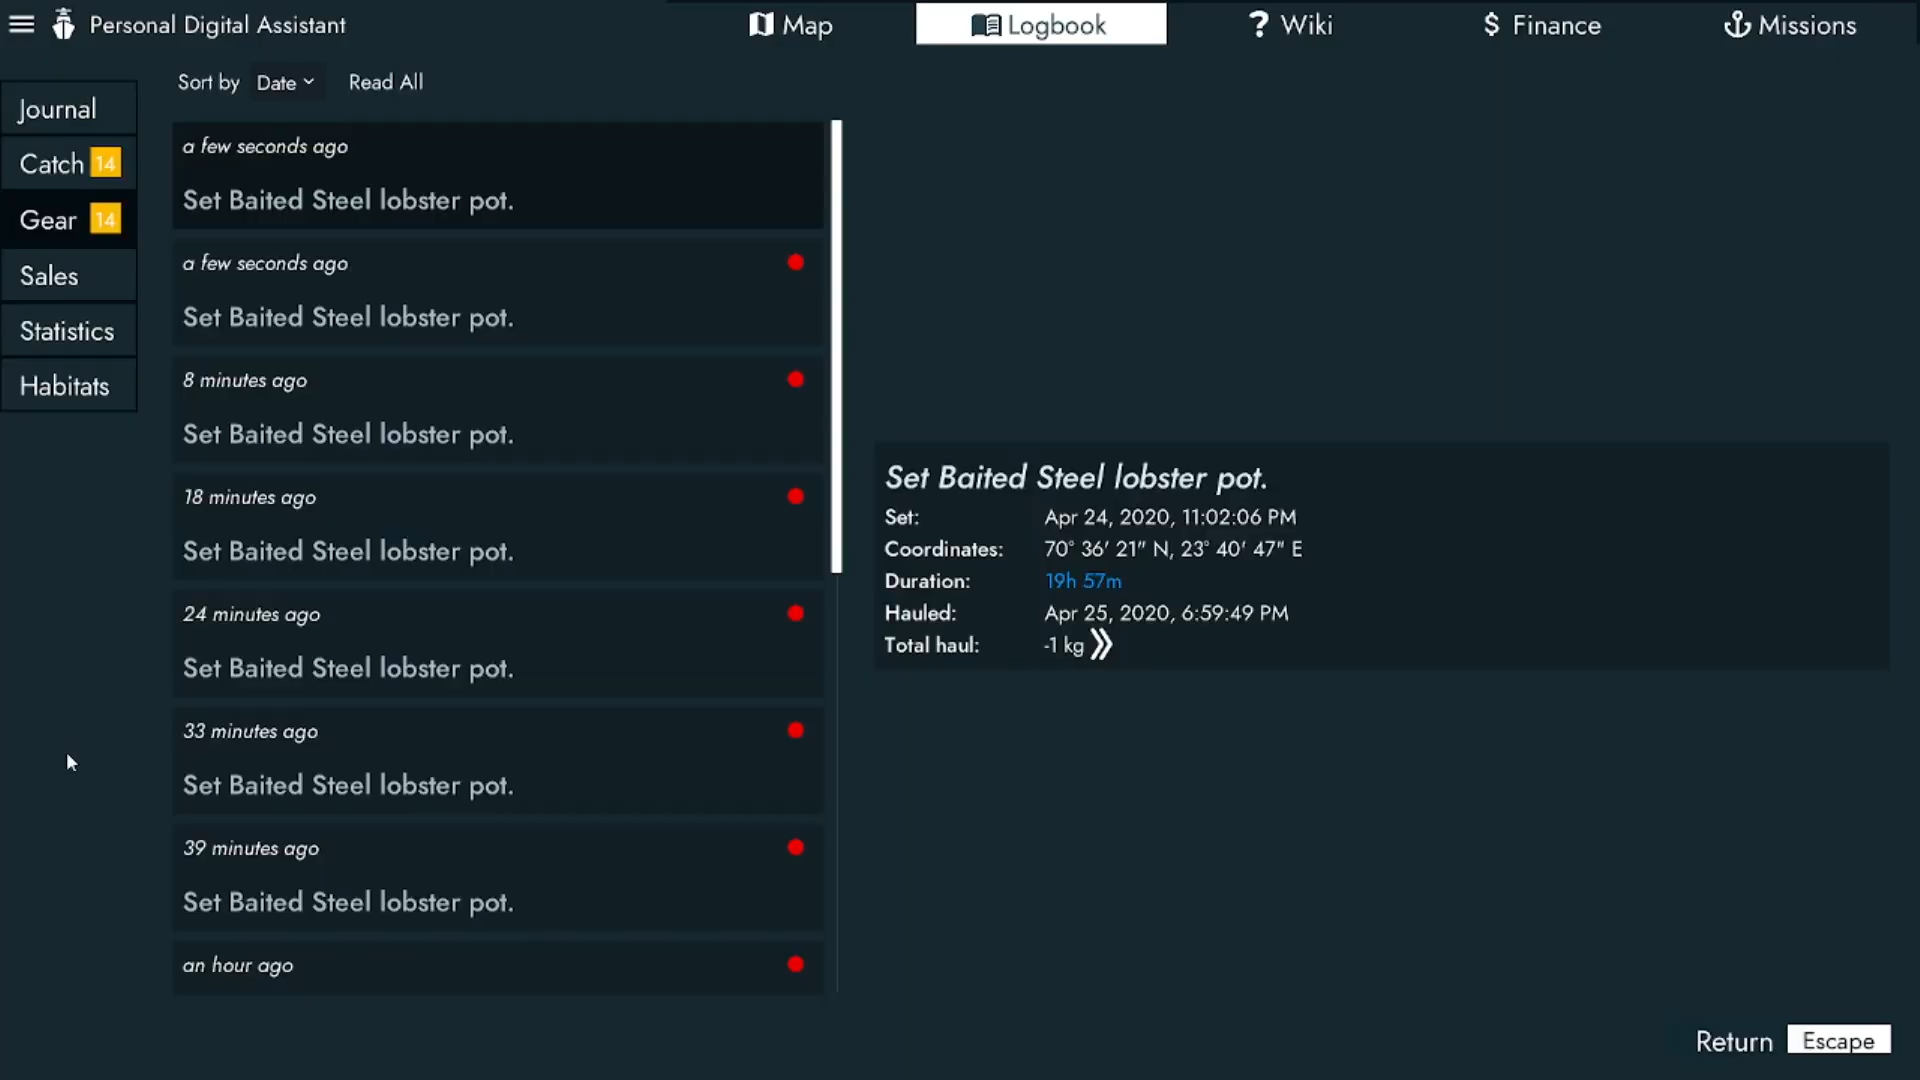 Personal Digital Assistant
Map
Logbook
? Wiki
$ Finance
Missions
Sort by Date Read All
Journal
Catch 14
Gear 14
Sales
Statistics
Habitats
a few seconds ago
Set Baited Steel lobster pot.
a few seconds ago
Set Baited Steel lobster pot.
8 minutes ago
Set Baited Steel lobster pot.
18 minutes ago
Set Baited Steel lobster pot.
24 minutes ago
Set Baited Steel lobster pot.
33 minutes ago
Set Baited Steel lobster pot.
39 minutes ago
Set Baited Steel lobster pot.
an hour ago
Set Baited Steel lobster pot.
Set: Apr 24, 2020, 11:02:06 PM
Coordinates: 70° 36′ 21″ N, 23° 40′ 47″ E
Duration: 19h 57m
Hauled: Apr 25, 2020, 6:59:49 PM
Total haul: -1 kg
Return Escape